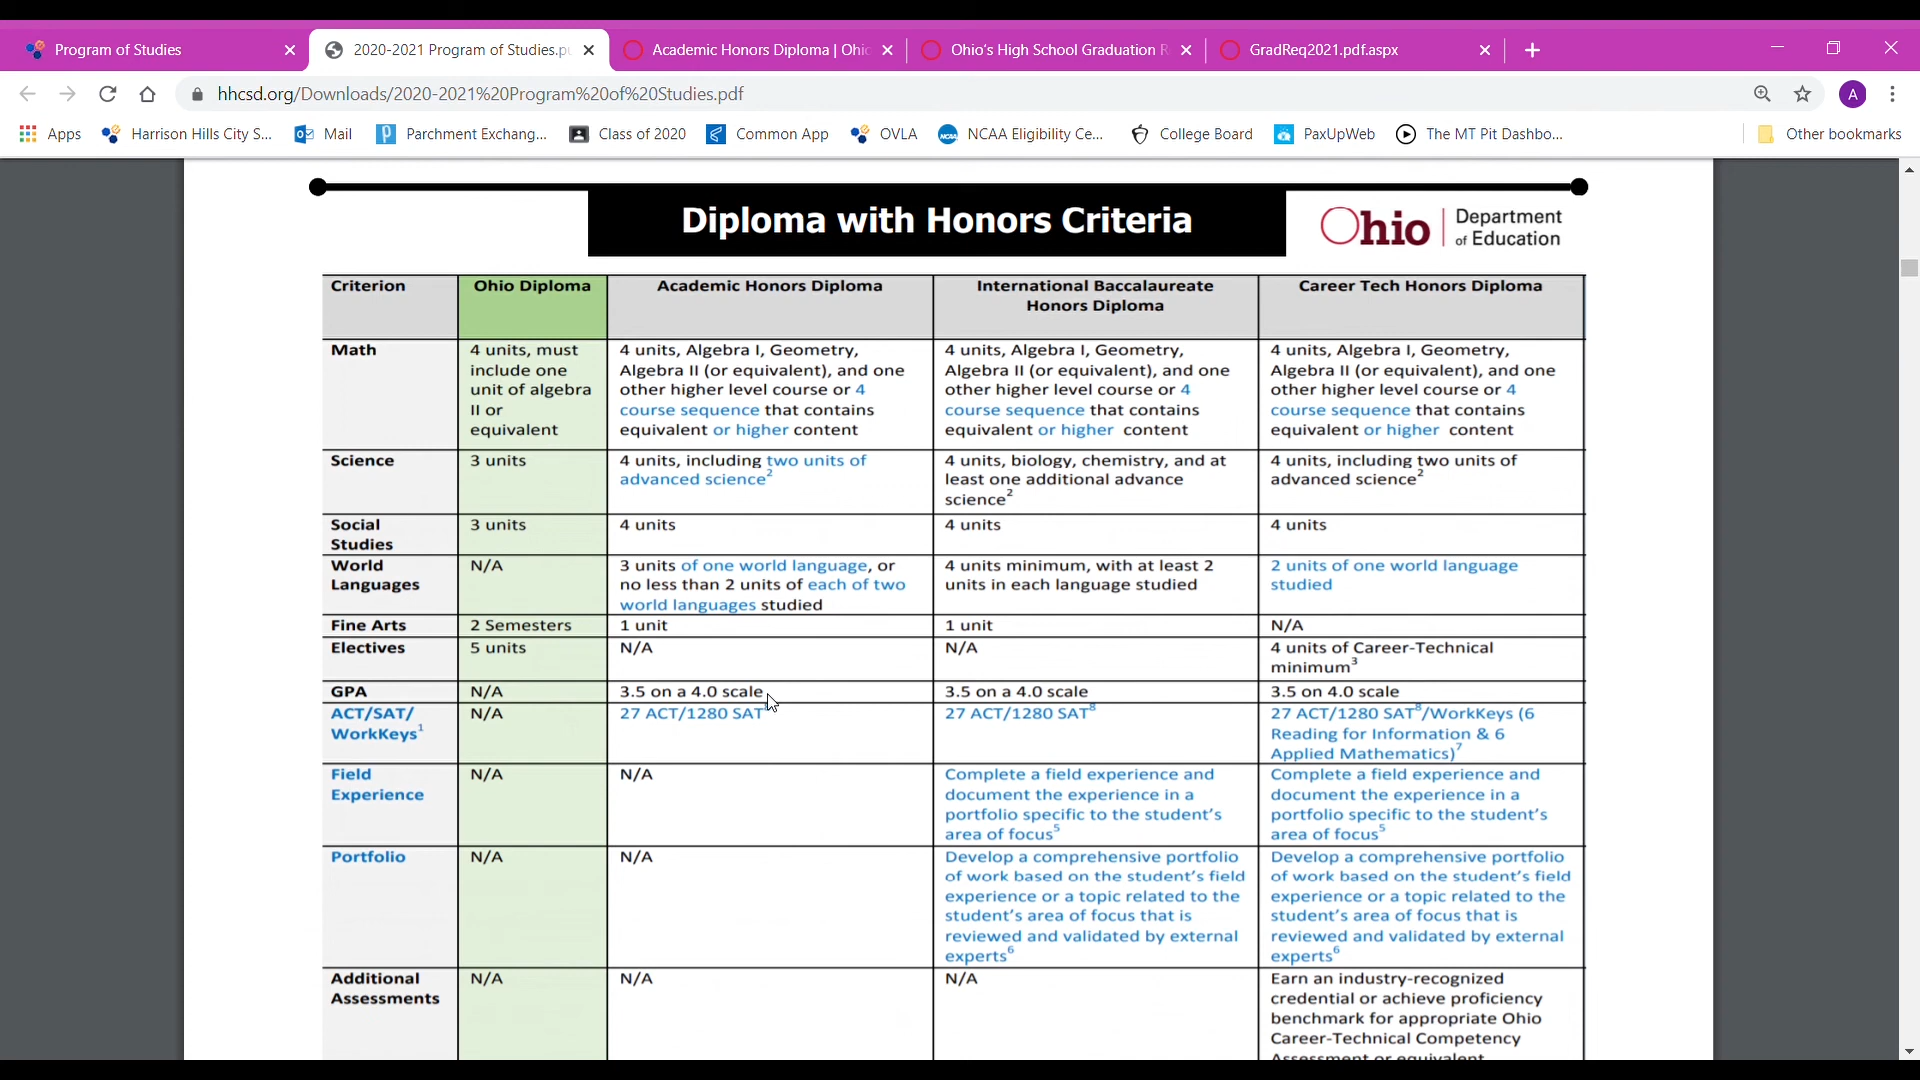 Program of Studies
2020-2021 Program of Studies.pu
Academic Honors Diploma | Ohio
Ohio's High School Graduation R
GradReq2021.pdf.aspx
hhcsd.org/Downloads/2020-2021%20Program%20of%20Studies.pdf
A
Apps
Harrison Hills City S...
Mail
Parchment Exchang...
Class of 2020
Common App
OVLA
NCAA Eligibility Ce...
College Board
PaxUpWeb
The MT Pit Dashbo...
Other bookmarks
Diploma with Honors Criteria
Ohio
Department
of Education
Criterion
Ohio Diploma
Academic Honors Diploma
International Baccalaureate
Honors Diploma
Career Tech Honors Diploma
Math
4 units, must
include one
unit of algebra
II or
equivalent
4 units, Algebra I, Geometry,
Algebra II (or equivalent), and one
other higher level course or 4
course sequence that contains
equivalent or higher content
4 units, Algebra I, Geometry,
Algebra II (or equivalent), and one
other higher level course or 4
course sequence that contains
equivalent or higher content
4 units, Algebra I, Geometry,
Algebra II (or equivalent), and one
other higher level course or 4
course sequence that contains
equivalent or higher content
Science
3 units
4 units, including two units of
advanced science2
4 units, biology, chemistry, and at
least one additional advance
science2
4 units, including two units of
advanced science2
Social
Studies
3 units
4 units
4 units
4 units
World
Languages
N/A
3 units of one world language, or
no less than 2 units of each of two
world languages studied
4 units minimum, with at least 2
units in each language studied
2 units of one world language
studied
Fine Arts
2 Semesters
1 unit
1 unit
N/A
Electives
5 units
N/A
N/A
4 units of Career-Technical
minimum3
GPA
N/A
3.5 on a 4.0 scale
3.5 on a 4.0 scale
3.5 on 4.0 scale
ACT/SAT/
WorkKeys1
N/A
27 ACT/1280 SAT
27 ACT/1280 SAT8
27 ACT/1280 SAT8/WorkKeys (6
Reading for Information & 6
Applied Mathematics)7
Field
Experience
N/A
N/A
Complete a field experience and
document the experience in a
portfolio specific to the student's
area of focus5
Complete a field experience and
document the experience in a
portfolio specific to the student's
area of focus5
Portfolio
N/A
N/A
Develop a comprehensive portfolio
of work based on the student's field
experience or a topic related to the
student's area of focus that is
reviewed and validated by external
experts6
Develop a comprehensive portfolio
of work based on the student's field
experience or a topic related to the
student's area of focus that is
reviewed and validated by external
experts6
Additional
Assessments
N/A
N/A
N/A
Earn an industry-recognized
credential or achieve proficiency
benchmark for appropriate Ohio
Career-Technical Competency
Assessment or equivalent